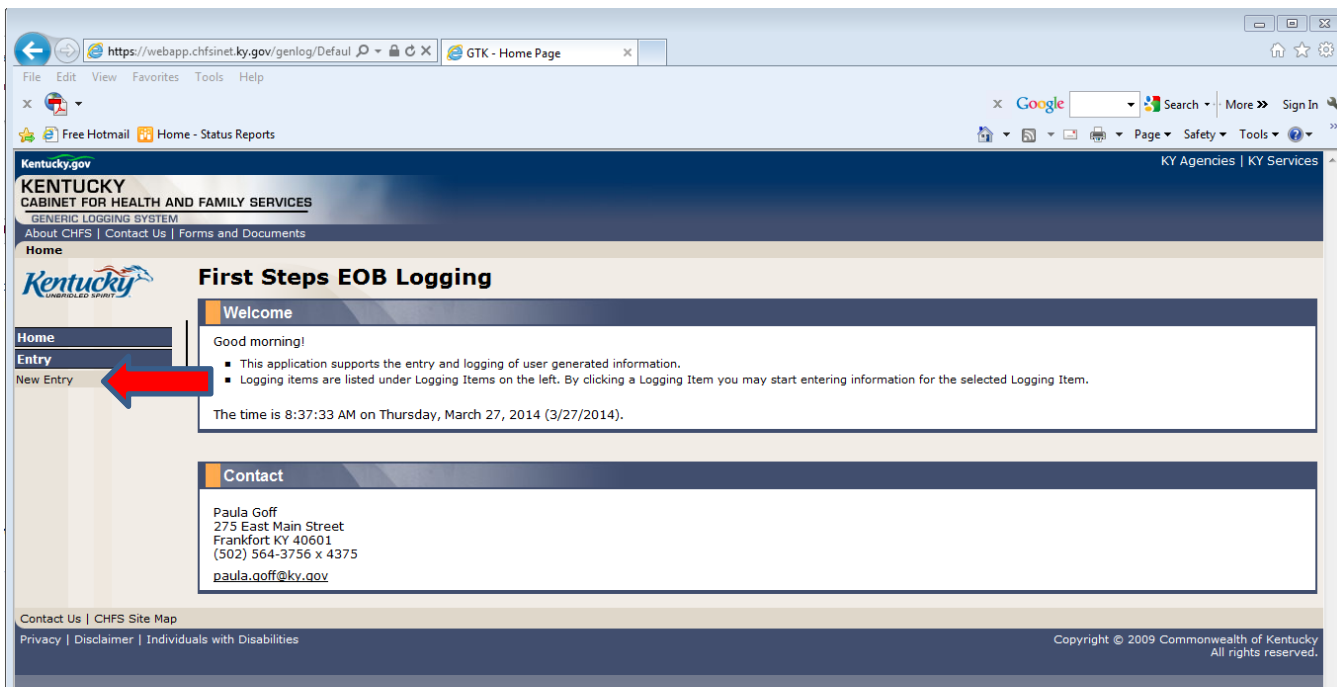 https://webapp.chfsinet.ky.gov/genlog/Defaul
GTK - Home Page
File Edit View Favorites Tools Help
x
x Google Search More >> Sign In
Free Hotmail Home - Status Reports
Page Safety Tools
Kentucky.gov
KY Agencies | KY Services
KENTUCKY
CABINET FOR HEALTH AND FAMILY SERVICES
GENERIC LOGGING SYSTEM
About CHFS | Contact Us | Forms and Documents
Home
Kentucky
UNBRIDLED SPIRIT
First Steps EOB Logging
Welcome
Home
Entry
New Entry
Good morning!
This application supports the entry and logging of user generated information.
Logging items are listed under Logging Items on the left. By clicking a Logging Item you may start entering information for the selected Logging Item.
The time is 8:37:33 AM on Thursday, March 27, 2014 (3/27/2014).
Contact
Paula Goff
275 East Main Street
Frankfort KY 40601
(502) 564-3756 x 4375
paula.goff@ky.gov
Contact Us | CHFS Site Map
Privacy | Disclaimer | Individuals with Disabilities
Copyright © 2009 Commonwealth of Kentucky
All rights reserved.